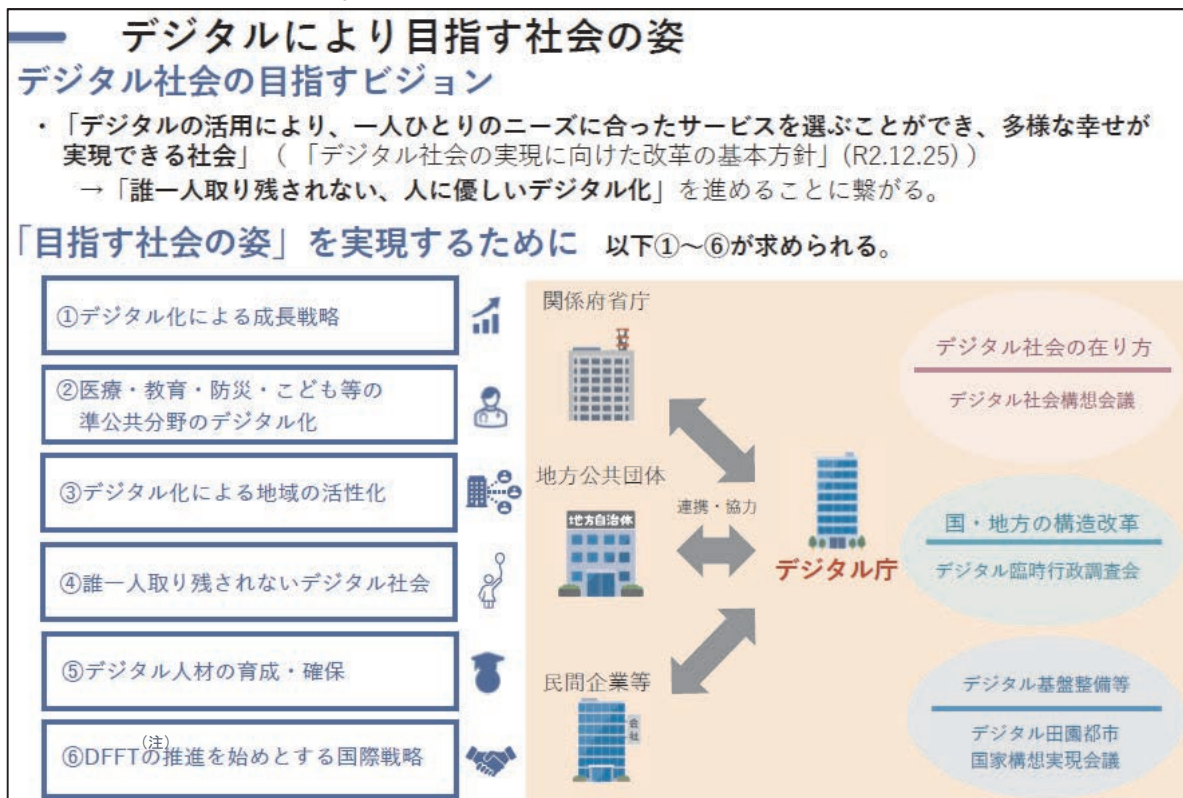 デジタルにより目指す社会の姿
デジタル社会の目指すビジョン
・「デジタルの活用により、一人ひとりのニーズに合ったサービスを選ぶことができ、多様な幸せが
実現できる社会」（「デジタル社会の実現に向けた改革の基本方針」(R2.12.25)）
→「誰一人取り残されない、人に優しいデジタル化」を進めることに繋がる。
「目指す社会の姿」を実現するために 以下①～⑥が求められる。
①デジタル化による成長戦略
②医療・教育・防災・こども等の
準公共分野のデジタル化
③デジタル化による地域の活性化
④誰一人取り残されないデジタル社会
⑤デジタル人材の育成・確保
⑥DFFT(注)の推進を始めとする国際戦略
関係府省庁
地方公共団体
地方自治体
民間企業等
会社
連携・協力
デジタル庁
デジタル社会の在り方
デジタル社会構想会議
国・地方の構造改革
デジタル臨時行政調査会
デジタル基盤整備等
デジタル田園都市
国家構想実現会議